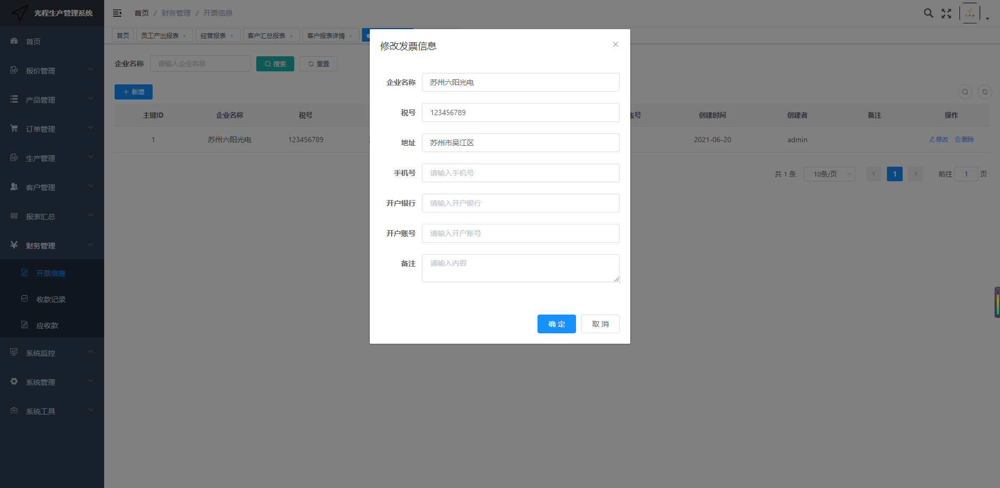 光程生产管理系统
首页
报价管理
产品管理
订单管理
生产管理
客户管理
报表汇总
财务管理
开票信息
收款记录
应收款
系统监控
系统管理
系统工具
首页 / 财务管理 / 开票信息
首页 员工产出报表 × 经营报表 × 客户汇总报表 × 客户报表详情 ×
企业名称 请输入企业名称 搜索 重置
新增
主键ID 企业名称 税号 账号 创建时间 创建者 备注 操作
1 苏州六阳光电 123456789 2021-06-20 admin 修改 删除
共 1 条 10条/页 1 前往 1 页
修改发票信息
企业名称 苏州六阳光电
税号 123456789
地址 苏州市吴江区
手机号 请输入手机号
开户银行 请输入开户银行
开户账号 请输入开户账号
备注 请输入内容
确 定 取 消